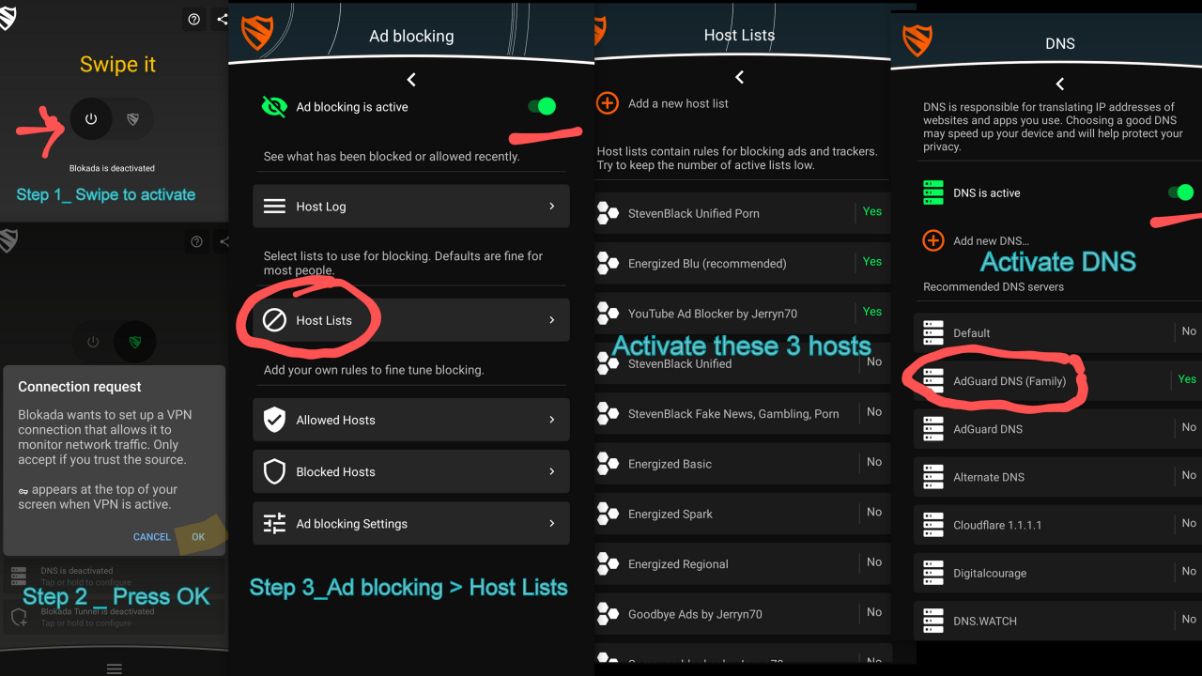 Swipe it
Blokada is deactivated
Step 1_ Swipe to activate
Connection request
Blokada wants to set up a VPN
connection that allows it to
monitor network traffic. Only
accept if you trust the source.
appears at the top of your
screen when VPN is active.
CANCEL OK
DNS is deactivated
Tap or hold to configure
Step 2 _ Press OK
Blokada Tunnel is deactivated
Tap or hold to configure
Ad blocking
Ad blocking is active
See what has been blocked or allowed recently.
Host Log
Select lists to use for blocking. Defaults are fine for
most people.
Host Lists
Add your own rules to fine tune blocking.
Allowed Hosts
Blocked Hosts
Ad blocking Settings
Step 3_Ad blocking > Host Lists
Host Lists
Add a new host list
Host lists contain rules for blocking ads and trackers.
Try to keep the number of active lists low.
StevenBlack Unified Porn Yes
Energized Blu (recommended) Yes
YouTube Ad Blocker by Jerryn70 Yes
Activate these 3 hosts
StevenBlack Unified No
StevenBlack Fake News, Gambling, Porn No
Energized Basic No
Energized Spark No
Energized Regional No
Goodbye Ads by Jerryn70 No
DNS
DNS is responsible for translating IP addresses of
websites and apps you use. Choosing a good DNS
may speed up your device and will help protect your
privacy.
DNS is active
Add new DNS...
Activate DNS
Recommended DNS servers
Default No
AdGuard DNS (Family) Yes
AdGuard DNS No
Alternate DNS No
Cloudflare 1.1.1.1 No
Digitalcourage No
DNS.WATCH No